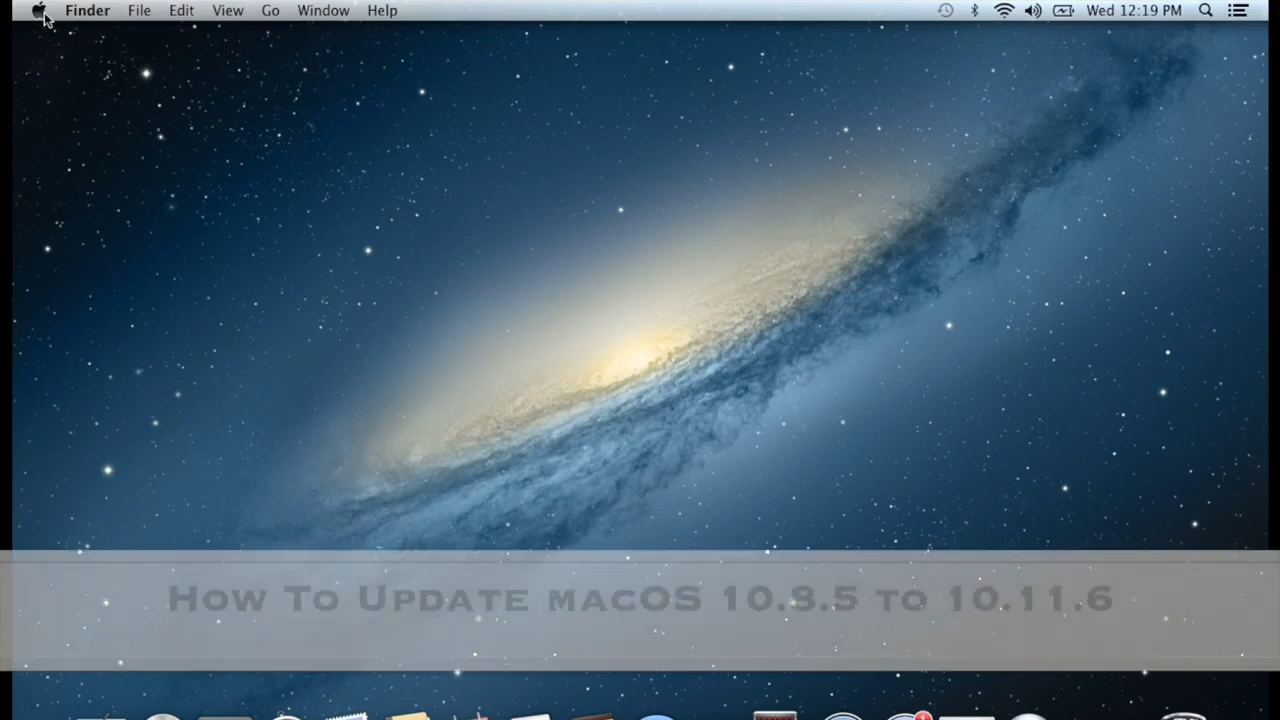 Finder File Edit View Go Window Help Wed 12:19 PM
How To Update macOS 10.8.5 to 10.11.6